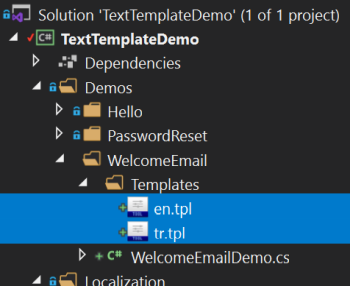 Solution 'TextTemplateDemo' (1 of 1 project)
C# TextTemplateDemo
Dependencies
Demos
Hello
PasswordReset
WelcomeEmail
Templates
en.tpl
tr.tpl
C# WelcomeEmailDemo.cs
Localization